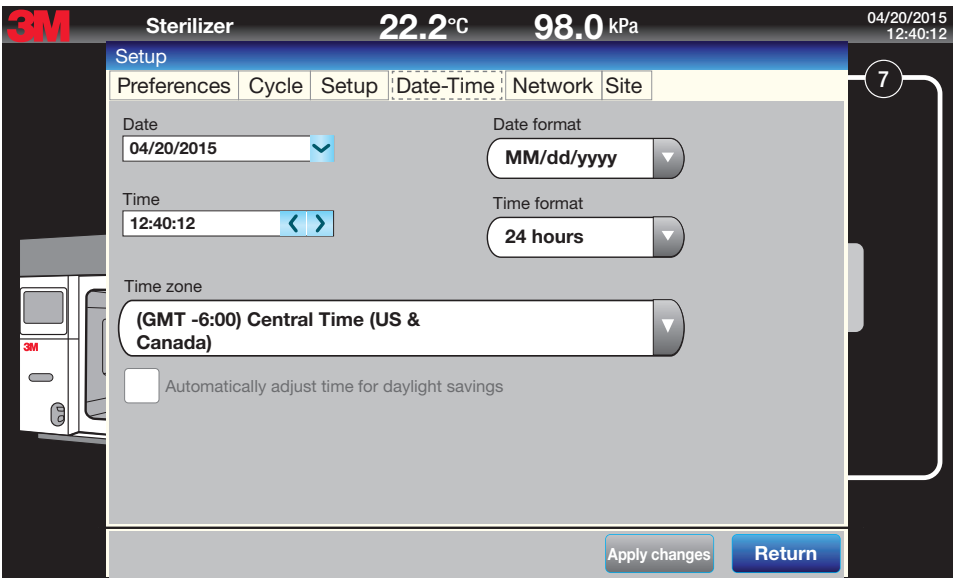 3M
Sterilizer
22.2°C
98.0 kPa
04/20/2015
12:40:12
Setup
Preferences
Cycle
Setup
Date-Time
Network
Site
7
Date
04/20/2015
Date format
MM/dd/yyyy
Time
12:40:12
Time format
24 hours
Time zone
(GMT -6:00) Central Time (US &
Canada)
Automatically adjust time for daylight savings
3M
Apply changes
Return